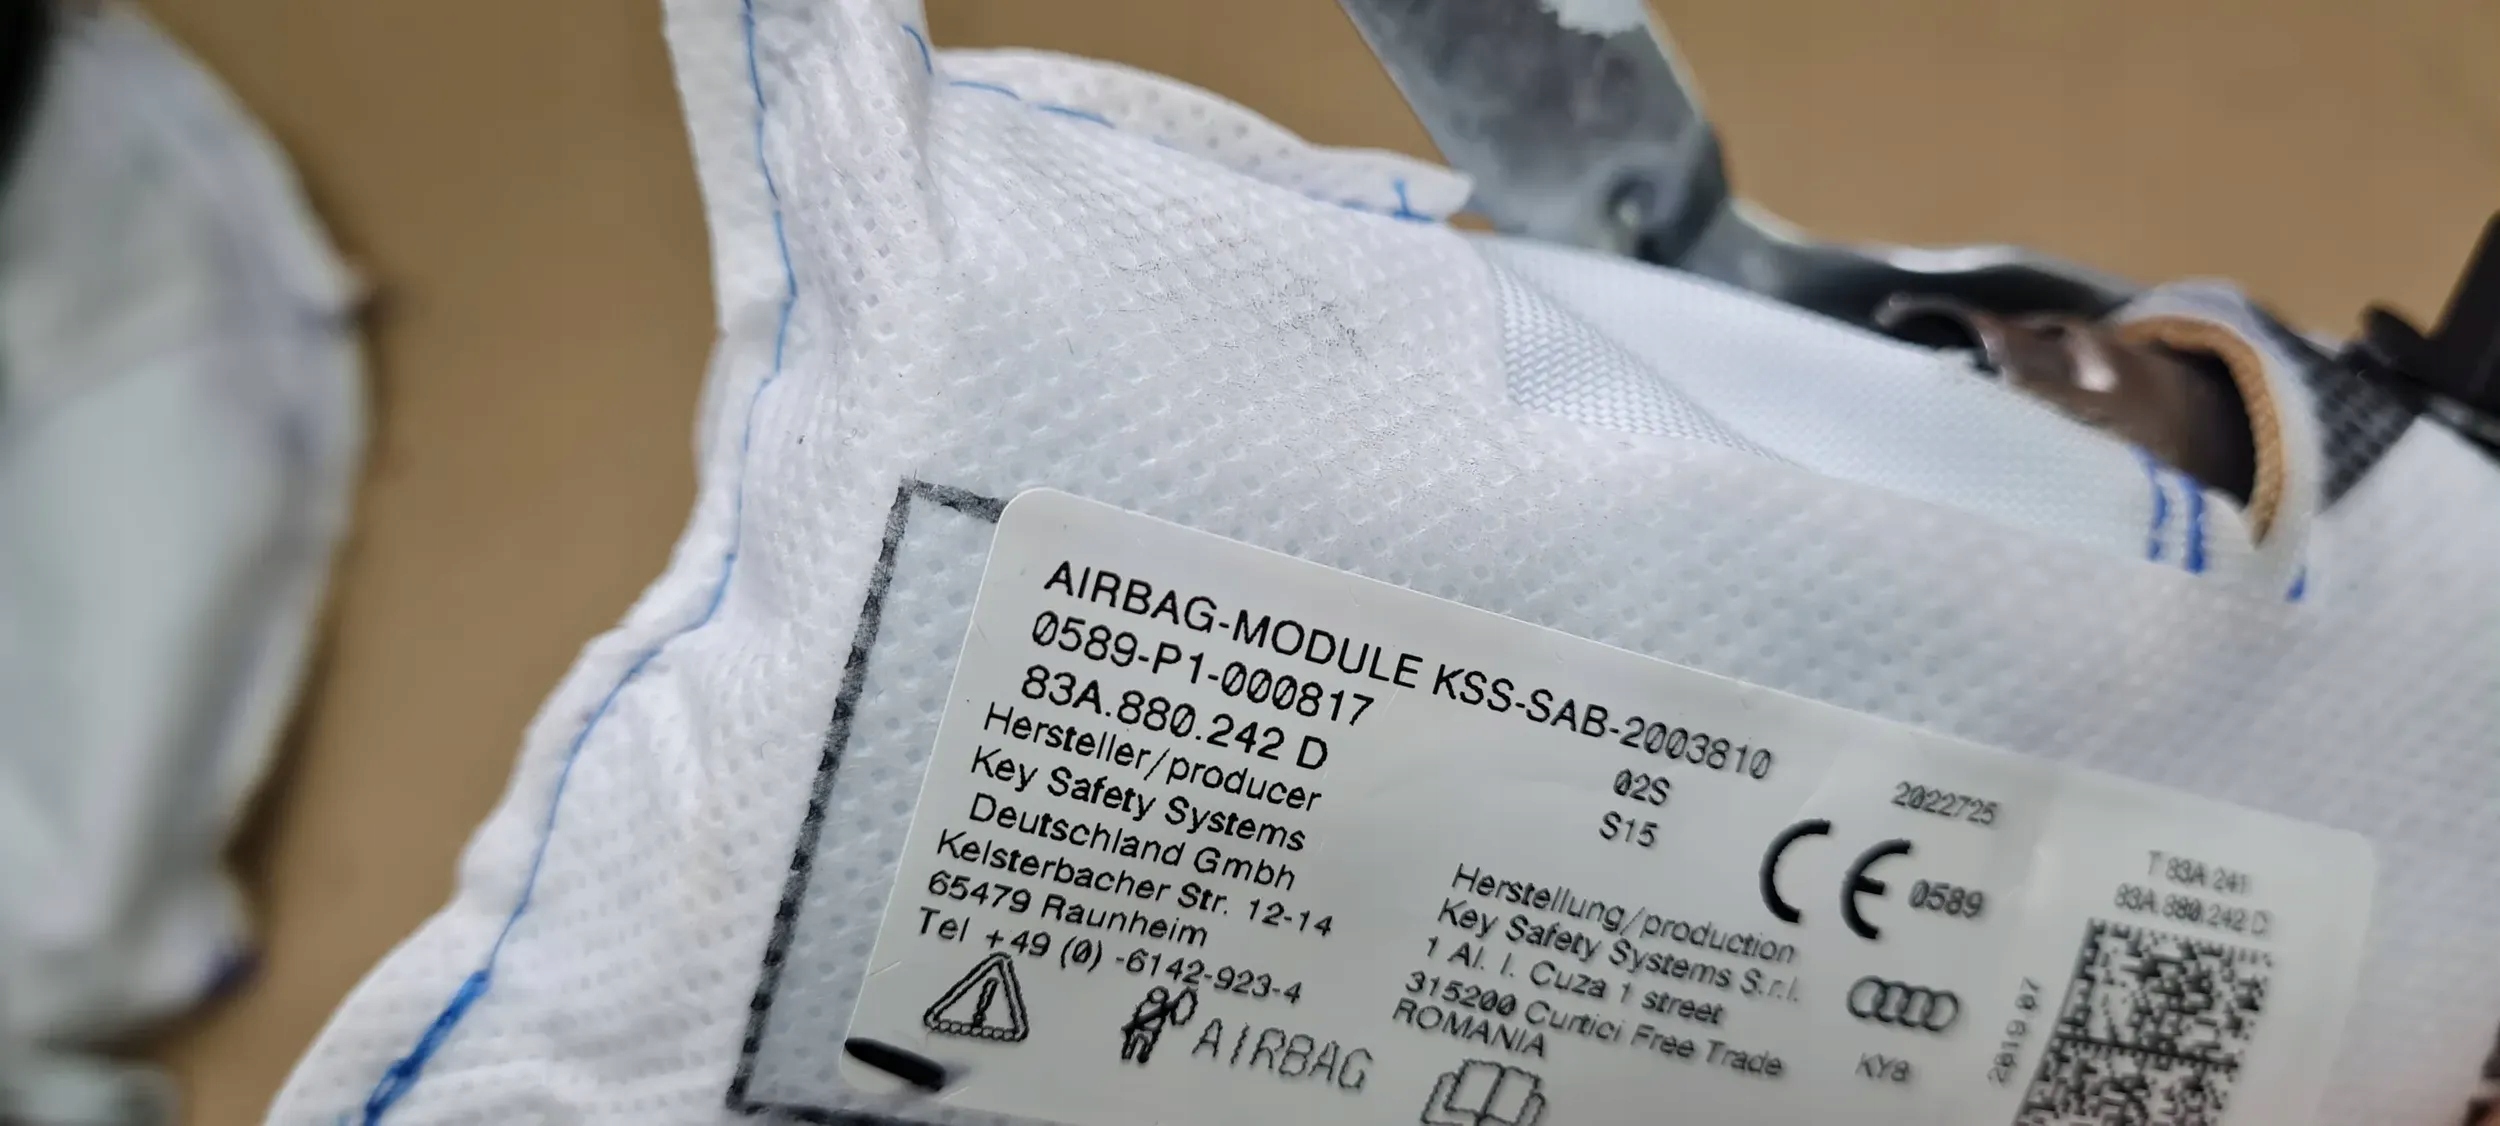 AIRBAG-MODULE KSS-SAB-2003810
0589-P1-000817
83A.880.242 D
Hersteller/producer
Key Safety Systems
Deutschland Gmbh
Kelsterbacher Str. 12-14
65479 Raunheim
Tel +49 (0) -6142-923-4
AIRBAG
02S
S15
2022725
CE 0589
Herstellung/production
Key Safety Systems S.r.l.
1 Al. I. Cuza 1 street
315200 Curtici Free Trade
ROMANIA
KY8
T 83A 241
83A.880.242 D